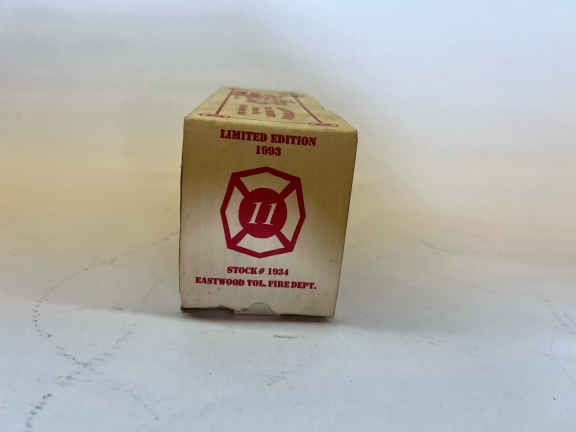 LIMITED EDITION
1993
11
STOCK# 1934
EASTWOOD VOL. FIRE DEPT.